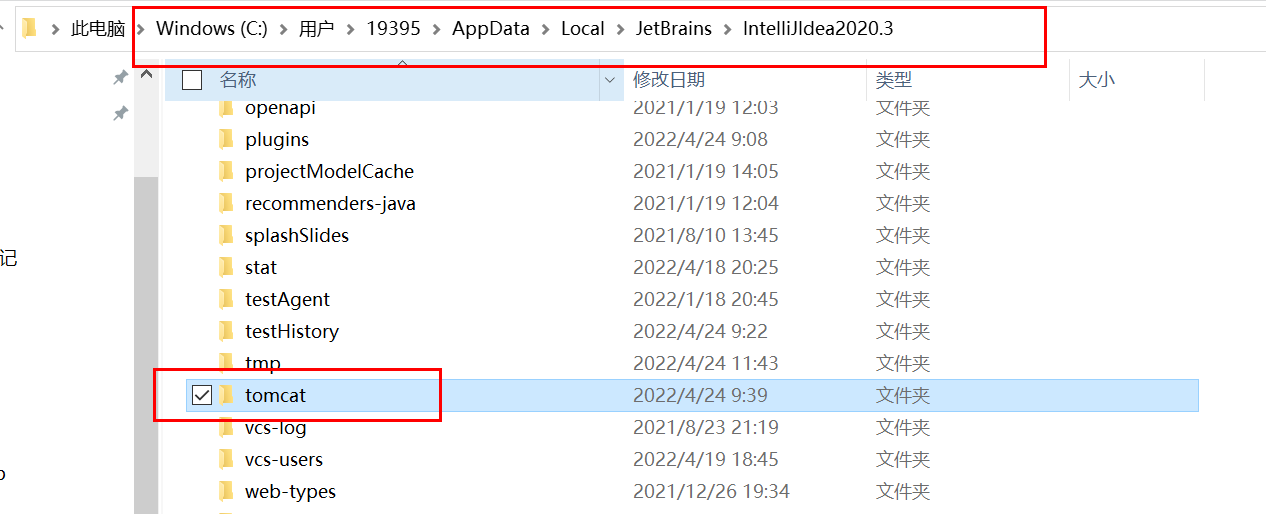 此电脑 > Windows (C:) > 用户 > 19395 > AppData > Local > JetBrains > IntelliJIdea2020.3
名称 修改日期 类型 大小
openapi 2021/1/19 12:03 文件夹
plugins 2022/4/24 9:08 文件夹
projectModelCache 2021/1/19 14:05 文件夹
recommenders-java 2021/1/19 12:04 文件夹
splashSlides 2021/8/10 13:45 文件夹
记
stat 2022/4/18 20:25 文件夹
testAgent 2022/1/18 20:45 文件夹
testHistory 2022/4/24 9:22 文件夹
tmp 2022/4/24 11:43 文件夹
tomcat 2022/4/24 9:39 文件夹
vcs-log 2021/8/23 21:19 文件夹
vcs-users 2022/4/19 18:45 文件夹
web-types 2021/12/26 19:34 文件夹